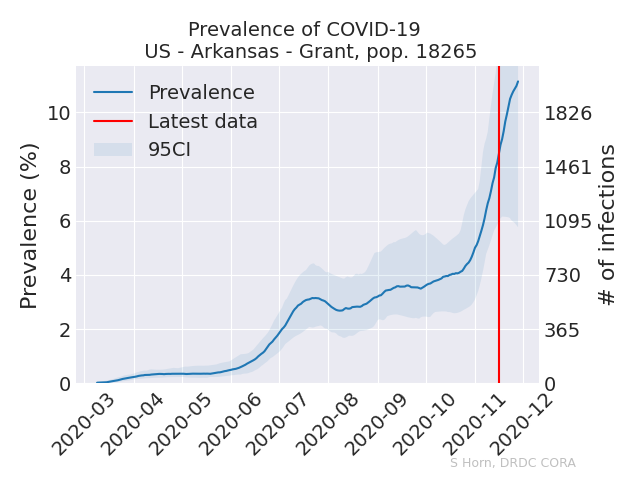 Prevalence of COVID-19
US - Arkansas - Grant, pop. 18265
Prevalence
Latest data
95CI
Prevalence (%)
10
8
6
4
2
0
1826
1461
1095
730
365
0
# of infections
2020-03
2020-04
2020-05
2020-06
2020-07
2020-08
2020-09
2020-10
2020-11
2020-12
S Horn, DRDC CORA